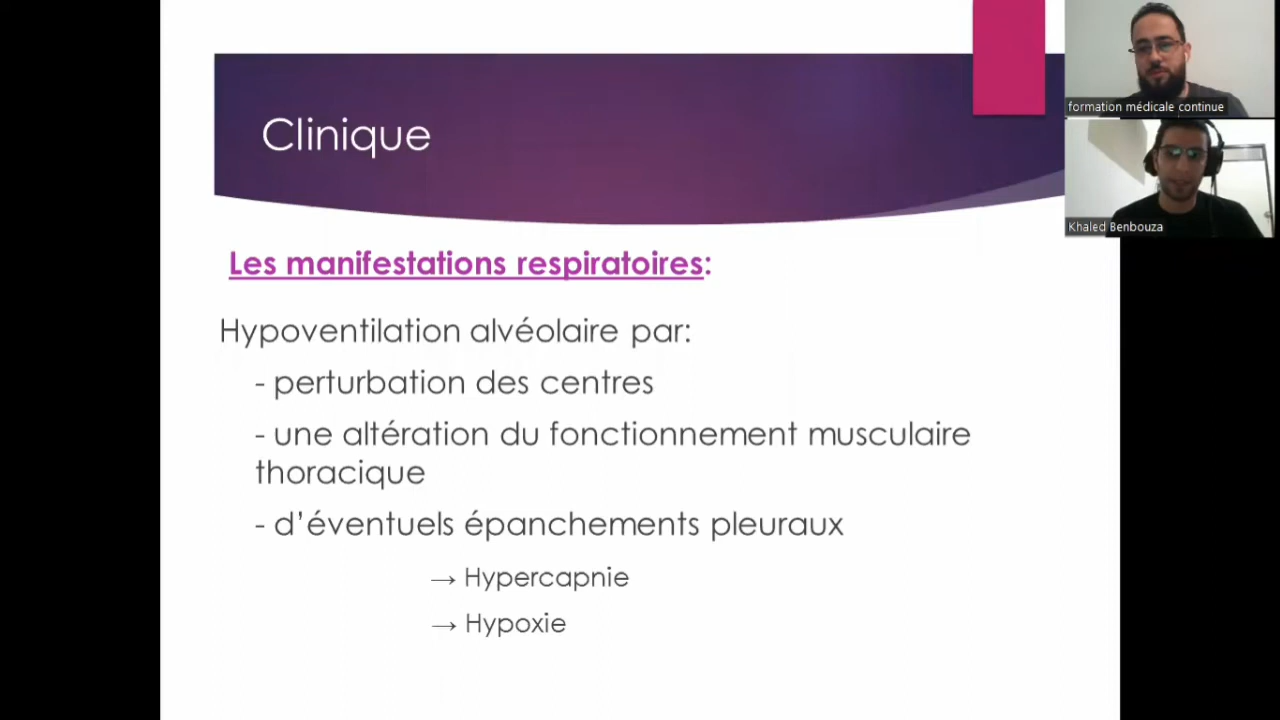 Clinique
formation médicale continue
Khaled Benbouza
Les manifestations respiratoires:
Hypoventilation alvéolaire par:
- perturbation des centres
- une altération du fonctionnement musculaire
thoracique
- d’éventuels épanchements pleuraux
→ Hypercapnie
→ Hypoxie